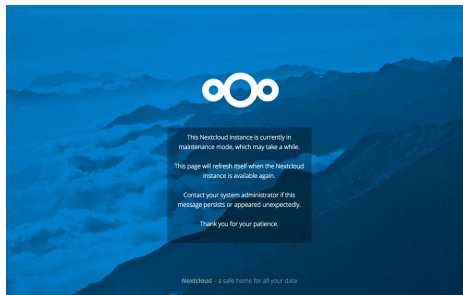 This Nextcloud instance is currently in
maintenance mode, which may take a while.
This page will refresh itself when the Nextcloud
instance is available again.
Contact your system administrator if this
message persists or appeared unexpectedly.
Thank you for your patience.
Nextcloud – a safe home for all your data